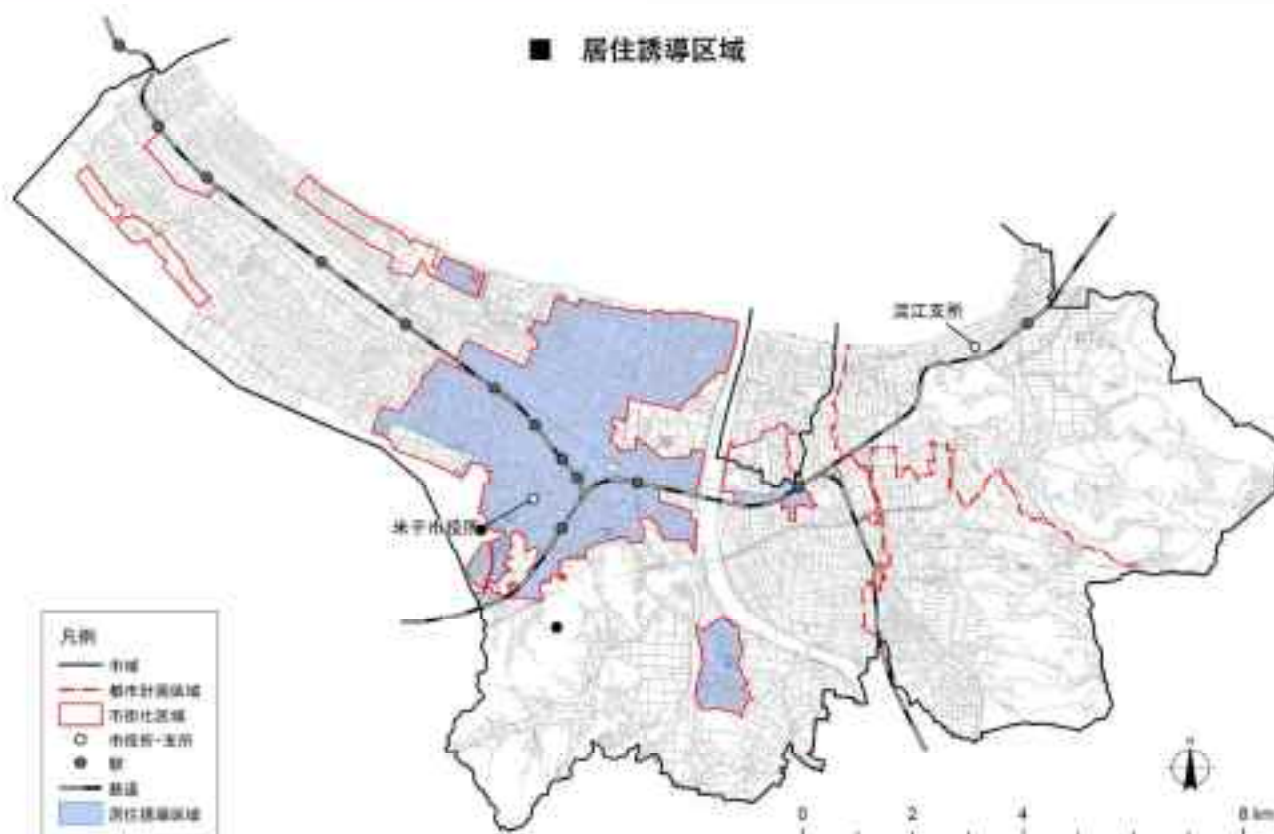 ■ 居住誘導区域
淀江支所
米子市役所
凡例
市域
都市計画区域
市街化区域
市役所・支所
駅
鉄道
居住誘導区域
N
0 2 4 8 km